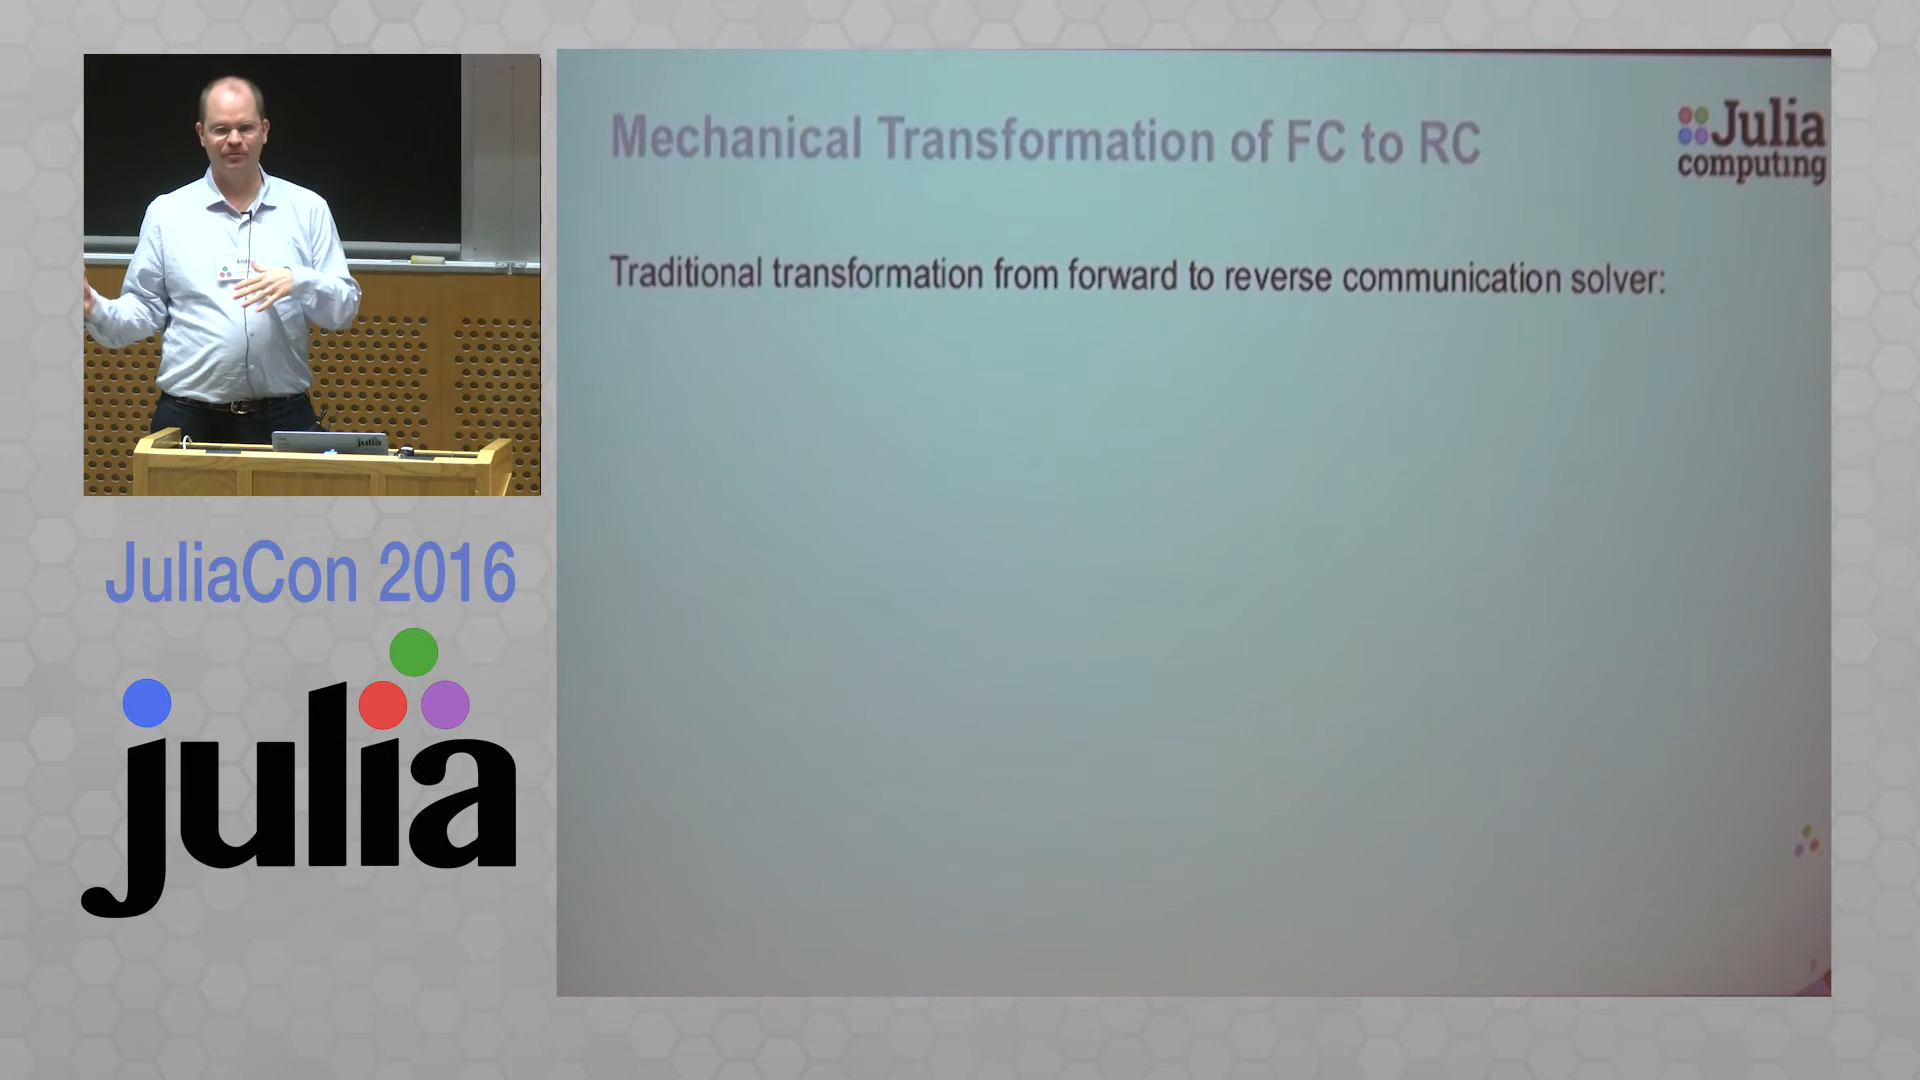 Mechanical Transformation of FC to RC
Julia
computing
Traditional transformation from forward to reverse communication solver:
julia
JuliaCon 2016
julia